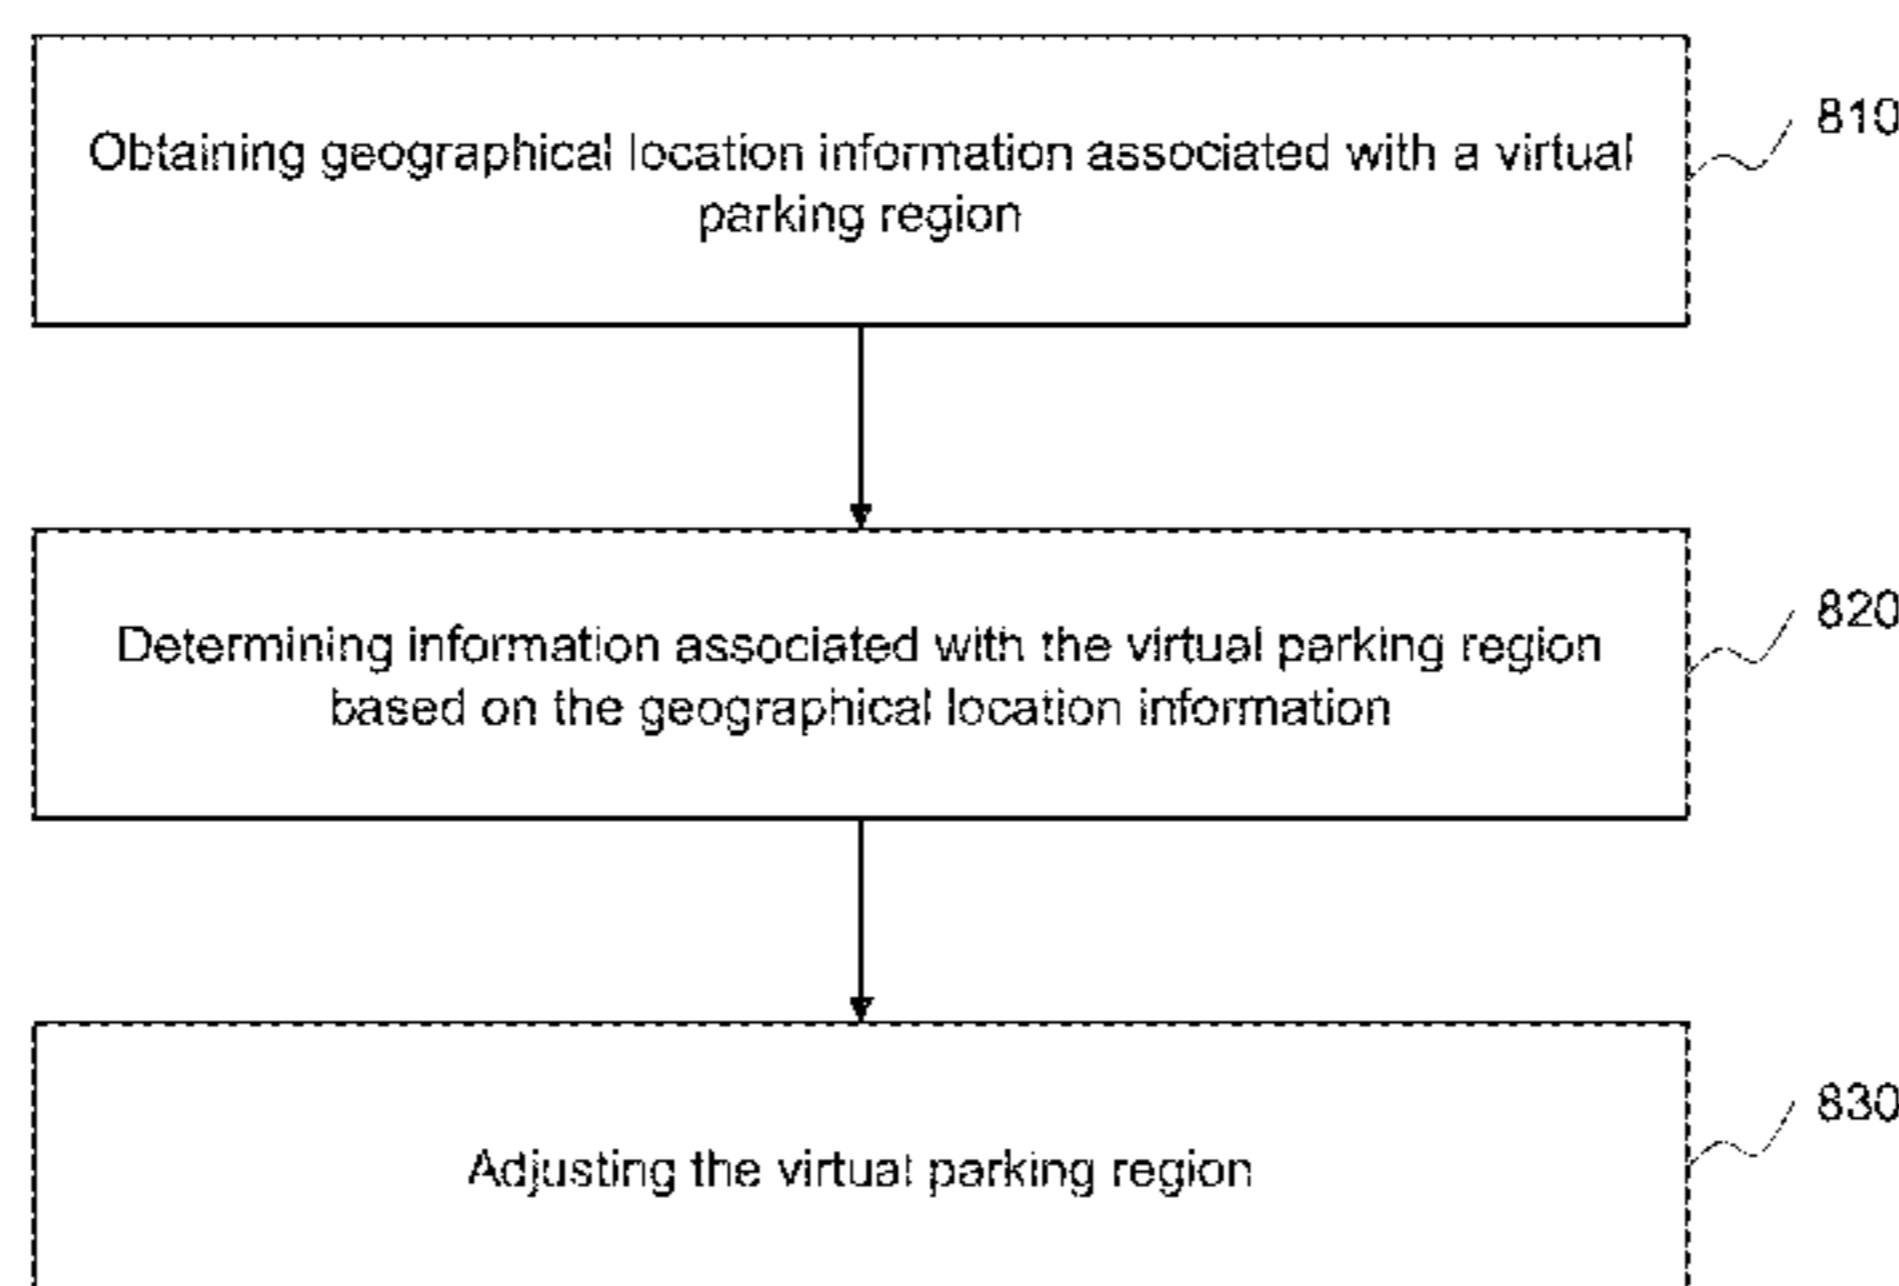 Obtaining geographical location information associated with a virtual
parking region
810
Determining information associated with the virtual parking region
based on the geographical location information
820
Adjusting the virtual parking region
830